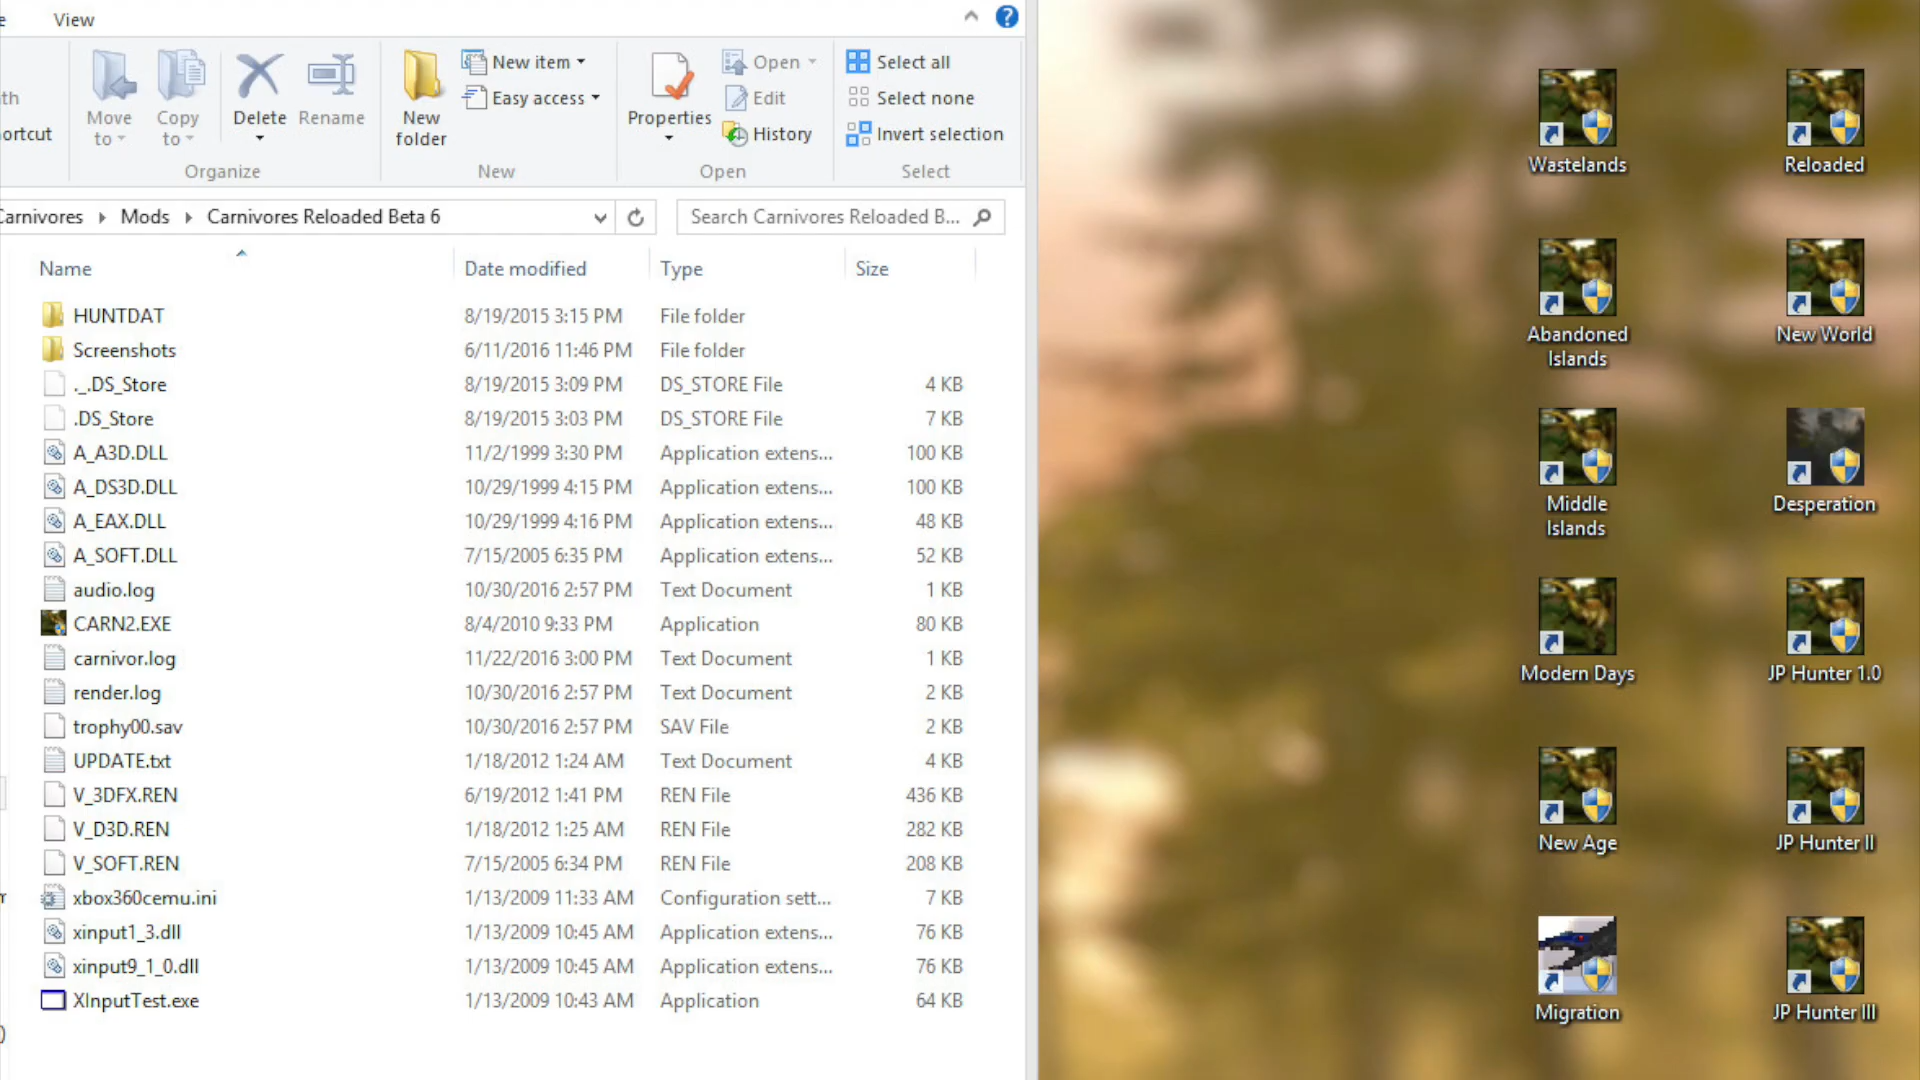 e
View
?
th
ortcut
Move to
Copy to
Delete
Rename
Organize
New folder
New item
Easy access
New
Properties
Open
Edit
History
Open
Select all
Select none
Invert selection
Select
Carnivores
Mods
Carnivores Reloaded Beta 6
Search Carnivores Reloaded B...
Name Date modified Type Size
HUNTDAT 8/19/2015 3:15 PM File folder
Screenshots 6/11/2016 11:46 PM File folder
._.DS_Store 8/19/2015 3:09 PM DS_STORE File 4 KB
.DS_Store 8/19/2015 3:03 PM DS_STORE File 7 KB
A_A3D.DLL 11/2/1999 3:30 PM Application extens... 100 KB
A_DS3D.DLL 10/29/1999 4:15 PM Application extens... 100 KB
A_EAX.DLL 10/29/1999 4:16 PM Application extens... 48 KB
A_SOFT.DLL 7/15/2005 6:35 PM Application extens... 52 KB
audio.log 10/30/2016 2:57 PM Text Document 1 KB
CARN2.EXE 8/4/2010 9:33 PM Application 80 KB
carnivor.log 11/22/2016 3:00 PM Text Document 1 KB
render.log 10/30/2016 2:57 PM Text Document 2 KB
trophy00.sav 10/30/2016 2:57 PM SAV File 2 KB
UPDATE.txt 1/18/2012 1:24 AM Text Document 4 KB
V_3DFX.REN 6/19/2012 1:41 PM REN File 436 KB
V_D3D.REN 1/18/2012 1:25 AM REN File 282 KB
V_SOFT.REN 7/15/2005 6:34 PM REN File 208 KB
xbox360cemu.ini 1/13/2009 11:33 AM Configuration sett... 7 KB
xinput1_3.dll 1/13/2009 10:45 AM Application extens... 76 KB
xinput9_1_0.dll 1/13/2009 10:45 AM Application extens... 76 KB
XInputTest.exe 1/13/2009 10:43 AM Application 64 KB
Wastelands
Reloaded
Abandoned
Islands
New World
Middle
Islands
Desperation
Modern Days
JP Hunter 1.0
New Age
JP Hunter II
Migration
JP Hunter III